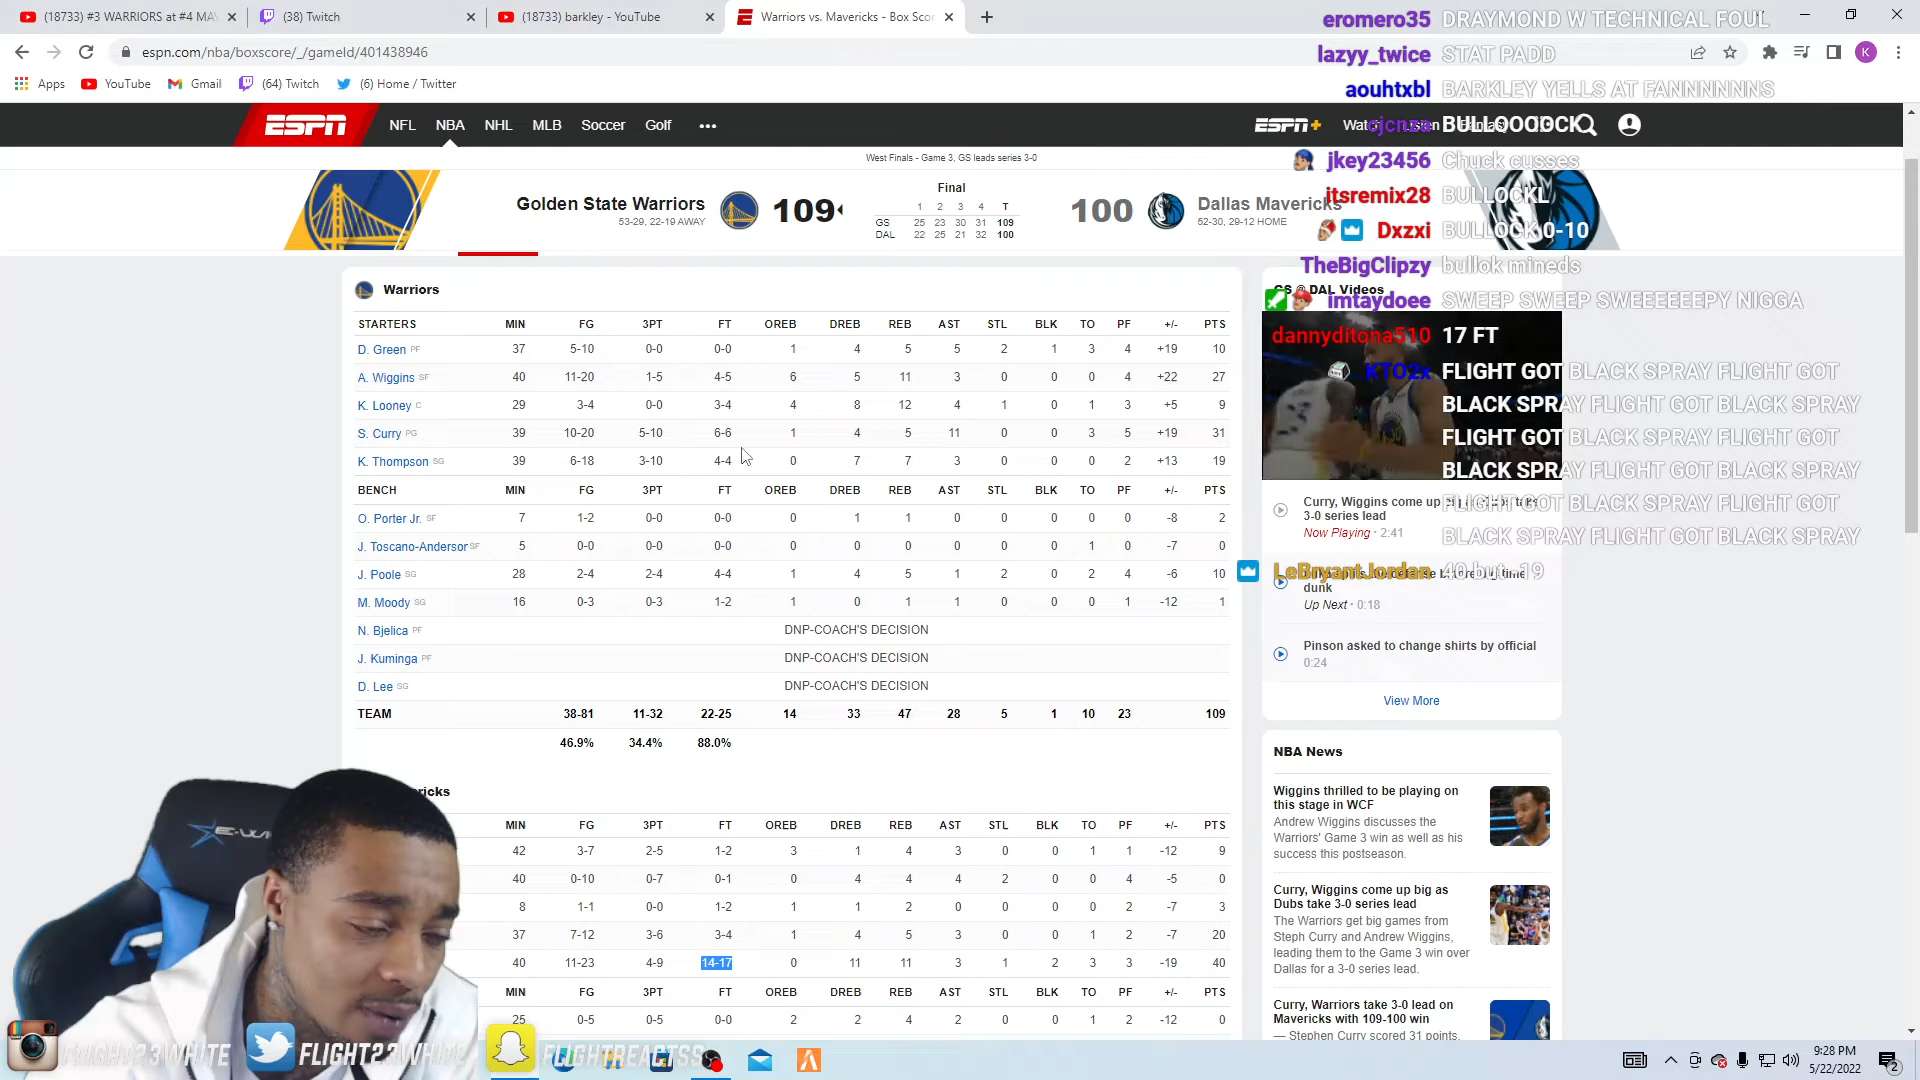 (18733) #3 WARRIORS at #4 MA
(38) Twitch
(18733) barkley - YouTube
Warriors vs. Mavericks - Box Scor
espn.com/nba/boxscore/_/gameId/401438946
K
Apps YouTube Gmail (64) Twitch (6) Home / Twitter
ESPN NFL NBA NHL MLB Soccer Golf ••• ESPN+
West Finals - Game 3, GS leads series 3-0
Golden State Warriors
53-29, 22-19 AWAY
109
Final
1 2 3 4 T
GS 25 23 30 31 109
DAL 22 25 21 32 100
100
Dallas Mavericks
52-30, 29-12 HOME
Warriors
STARTERS MIN FG 3PT FT OREB DREB REB AST STL BLK TO PF +/- PTS
D. Green PF 37 5-10 0-0 0-0 1 4 5 5 2 1 3 4 +19 10
A. Wiggins SF 40 11-20 1-5 4-5 6 5 11 3 0 0 0 4 +22 27
K. Looney C 29 3-4 0-0 3-4 4 8 12 4 1 0 1 3 +5 9
S. Curry PG 39 10-20 5-10 6-6 1 4 5 11 0 0 3 5 +19 31
K. Thompson SG 39 6-18 3-10 4-4 0 7 7 3 0 0 0 2 +13 19
BENCH MIN FG 3PT FT OREB DREB REB AST STL BLK TO PF +/- PTS
O. Porter Jr. SF 7 1-2 0-0 0-0 0 1 1 0 0 0 0 0 -8 2
J. Toscano-Anderson SF 5 0-0 0-0 0-0 0 0 0 0 0 0 1 0 -7 0
J. Poole SG 28 2-4 2-4 4-4 1 4 5 1 2 0 2 4 -6 10
M. Moody SG 16 0-3 0-3 1-2 1 0 1 1 0 0 0 1 -12 1
N. Bjelica PF DNP-COACH'S DECISION
J. Kuminga PF DNP-COACH'S DECISION
D. Lee SG DNP-COACH'S DECISION
TEAM 38-81 11-32 22-25 14 33 47 28 5 1 10 23 109
46.9% 34.4% 88.0%
MIN FG 3PT FT OREB DREB REB AST STL BLK TO PF +/- PTS
42 3-7 2-5 1-2 3 1 4 3 0 0 1 1 -12 9
40 0-10 0-7 0-1 0 4 4 4 2 0 0 4 -5 0
8 1-1 0-0 1-2 1 1 2 0 0 0 0 2 -7 3
37 7-12 3-6 3-4 1 4 5 3 0 0 1 2 -7 20
40 11-23 4-9 14-17 0 11 11 3 1 2 3 3 -19 40
MIN FG 3PT FT OREB DREB REB AST STL BLK TO PF +/- PTS
25 0-5 0-5 0-0 2 2 4 2 0 0 1 2 -12 0
eromero35 DRAYMOND W TECHNICAL FOUL
lazyy_twice STAT PADD
aouhtxbl BARKLEY YELLS AT FANNNNNNS
cjcnza BULLOOOOCK
jkey23456 Chuck cusses
itsremix28 BULLOCKL
Dxzxi BULLOCK 0-10
TheBigClipzy bullok mineds
imtaydoee SWEEP SWEEP SWEEEEEEPY NIGGA
dannyditona510 17 FT
KTO2x FLIGHT GOT BLACK SPRAY FLIGHT GOT
BLACK SPRAY FLIGHT GOT BLACK SPRAY
FLIGHT GOT BLACK SPRAY FLIGHT GOT
BLACK SPRAY FLIGHT GOT BLACK SPRAY
FLIGHT GOT BLACK SPRAY FLIGHT GOT
BLACK SPRAY FLIGHT GOT BLACK SPRAY
LeBryantJordan 40 but -19
GS @ DAL Videos
Curry, Wiggins come up
3-0 series lead
Now Playing • 2:41
dunk
Up Next • 0:18
Pinson asked to change shirts by official
0:24
View More
NBA News
Wiggins thrilled to be playing on
this stage in WCF
Andrew Wiggins discusses the
Warriors' Game 3 win as well as his
success this postseason.
Curry, Wiggins come up big as
Dubs take 3-0 series lead
The Warriors get big games from
Steph Curry and Andrew Wiggins,
leading them to the Game 3 win over
Dallas for a 3-0 series lead.
Curry, Warriors take 3-0 lead on
Mavericks with 109-100 win
— Stephen Curry scored 31 points,
FLIGHT23WHITE
FLIGHT23WHITE
FLIGHTREACTSS
9:28 PM
5/22/2022
2